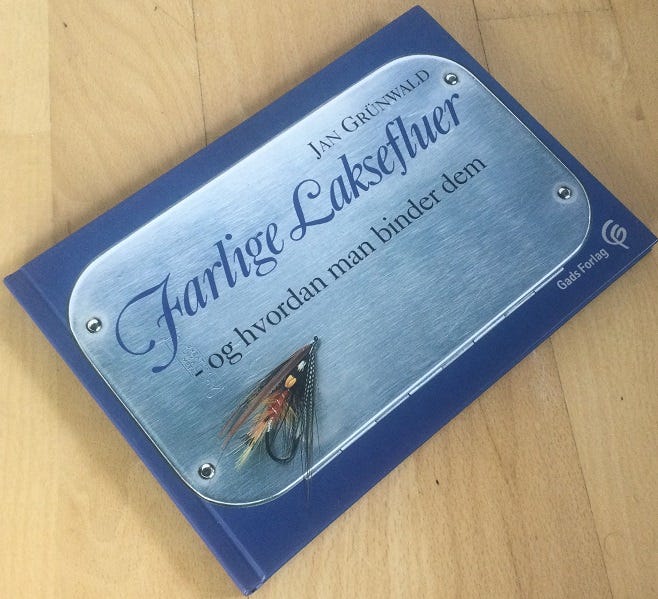 JAN GRÜNWALD
Farlige Laksefluer
- og hvordan man binder dem
Gads Forlag